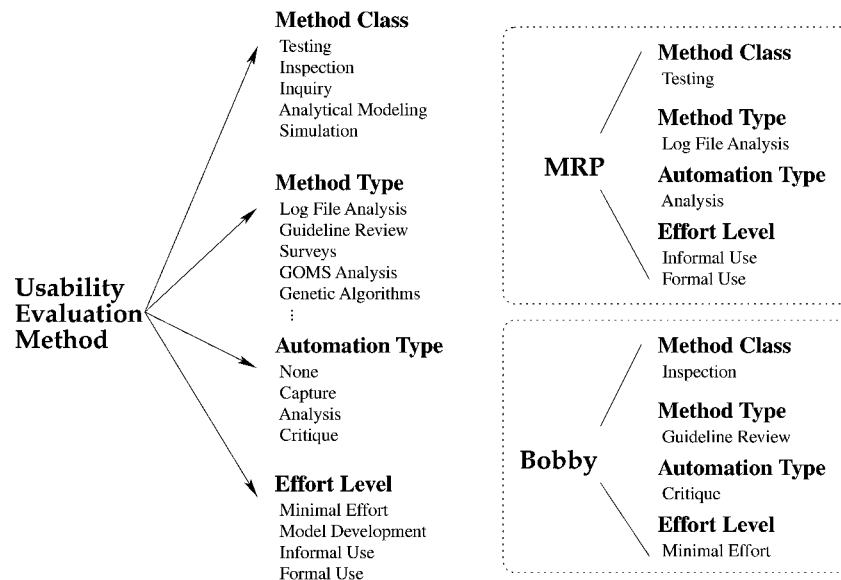 Usability
Evaluation
Method
Method Class
Testing
Inspection
Inquiry
Analytical Modeling
Simulation
Method Type
Log File Analysis
Guideline Review
Surveys
GOMS Analysis
Genetic Algorithms
⋮
Automation Type
None
Capture
Analysis
Critique
Effort Level
Minimal Effort
Model Development
Informal Use
Formal Use
MRP
Method Class
Testing
Method Type
Log File Analysis
Automation Type
Analysis
Effort Level
Informal Use
Formal Use
Bobby
Method Class
Inspection
Method Type
Guideline Review
Automation Type
Critique
Effort Level
Minimal Effort